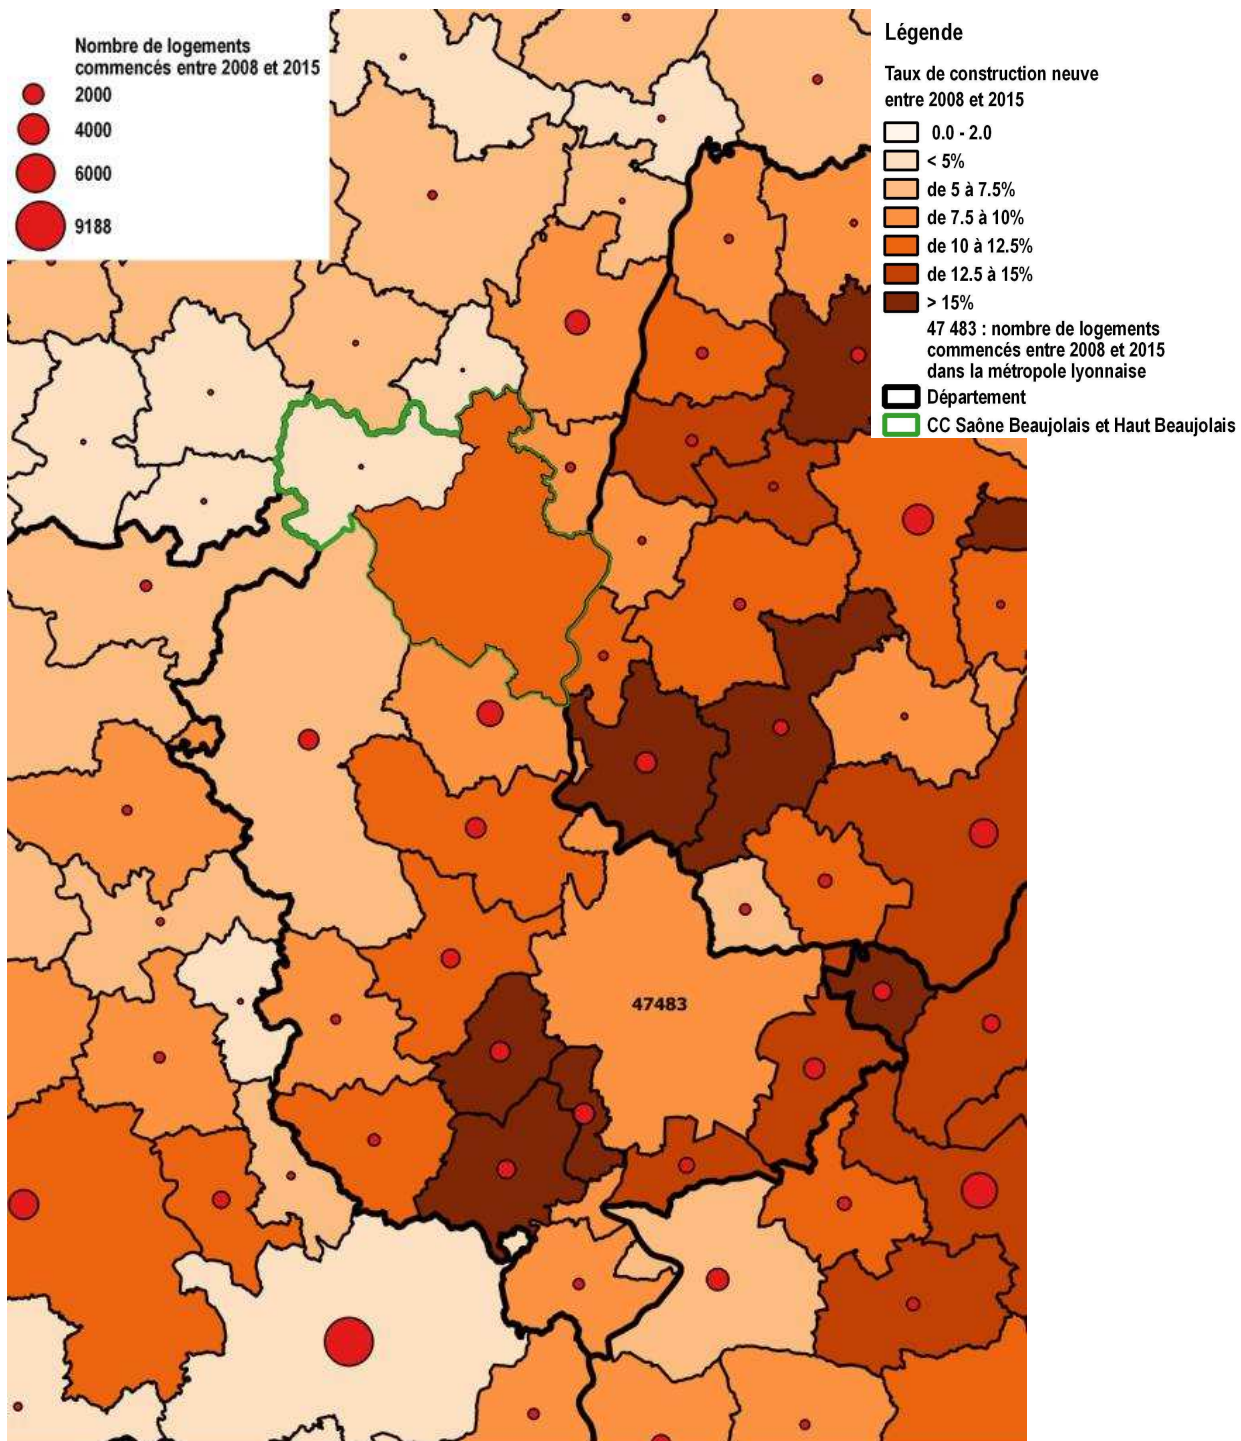 Nombre de logements
commencés entre 2008 et 2015
2000
4000
6000
9188
Légende
Taux de construction neuve
entre 2008 et 2015
0.0 - 2.0
< 5%
de 5 à 7.5%
de 7.5 à 10%
de 10 à 12.5%
de 12.5 à 15%
> 15%
47 483 : nombre de logements
commencés entre 2008 et 2015
dans la métropole lyonnaise
Département
CC Saône Beaujolais et Haut Beaujolais
47483